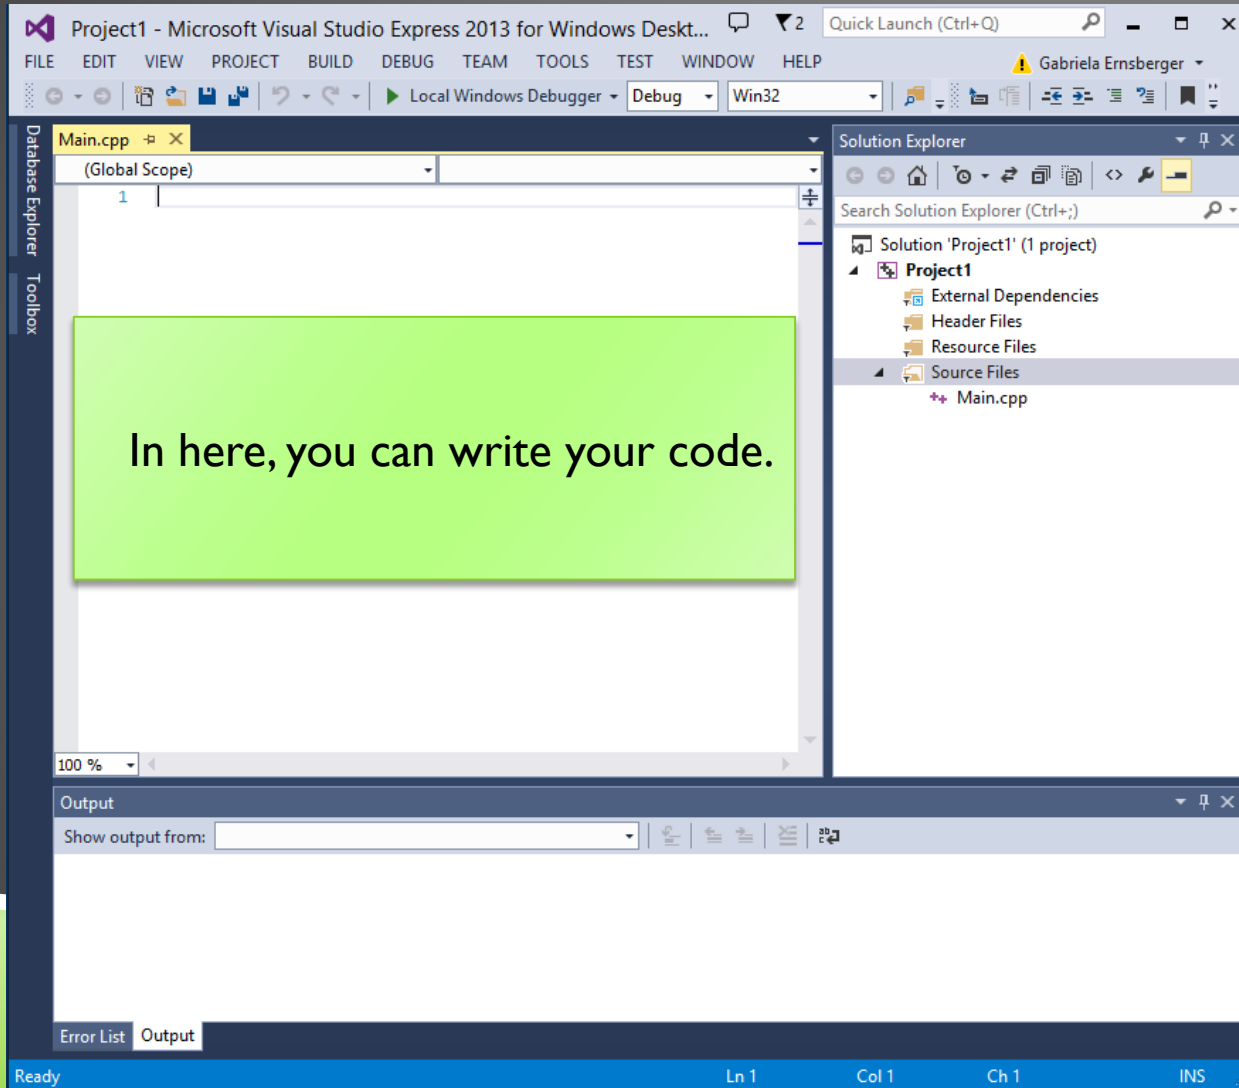 Project1 - Microsoft Visual Studio Express 2013 for Windows Deskt...
2
Quick Launch (Ctrl+Q)
FILE EDIT VIEW PROJECT BUILD DEBUG TEAM TOOLS TEST WINDOW HELP
Gabriela Ernsberger
Local Windows Debugger
Debug
Win32
Database Explorer
Toolbox
Main.cpp
(Global Scope)
1
In here, you can write your code.
100 %
Solution Explorer
Search Solution Explorer (Ctrl+;)
Solution 'Project1' (1 project)
Project1
External Dependencies
Header Files
Resource Files
Source Files
Main.cpp
Output
Show output from:
Error List Output
Ready
Ln 1 Col 1 Ch 1 INS